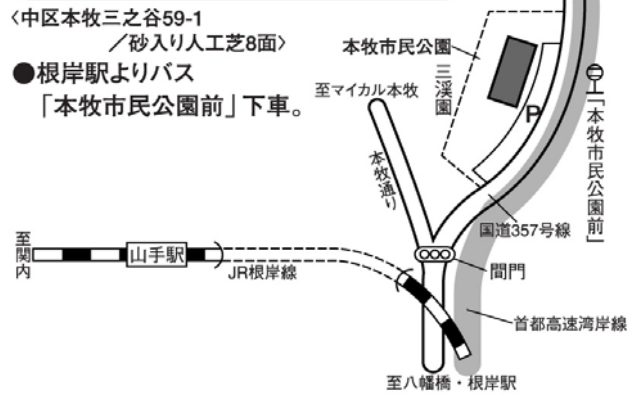 〈中区本牧三之谷59-1
／砂入り人工芝8面〉
●根岸駅よりバス
「本牧市民公園前」下車。
本牧市民公園
三渓園
至マイカル本牧
P
「本牧市民公園前」
本牧通り
国道357号線
至関内
山手駅
JR根岸線
間門
首都高速湾岸線
至八幡橋・根岸駅